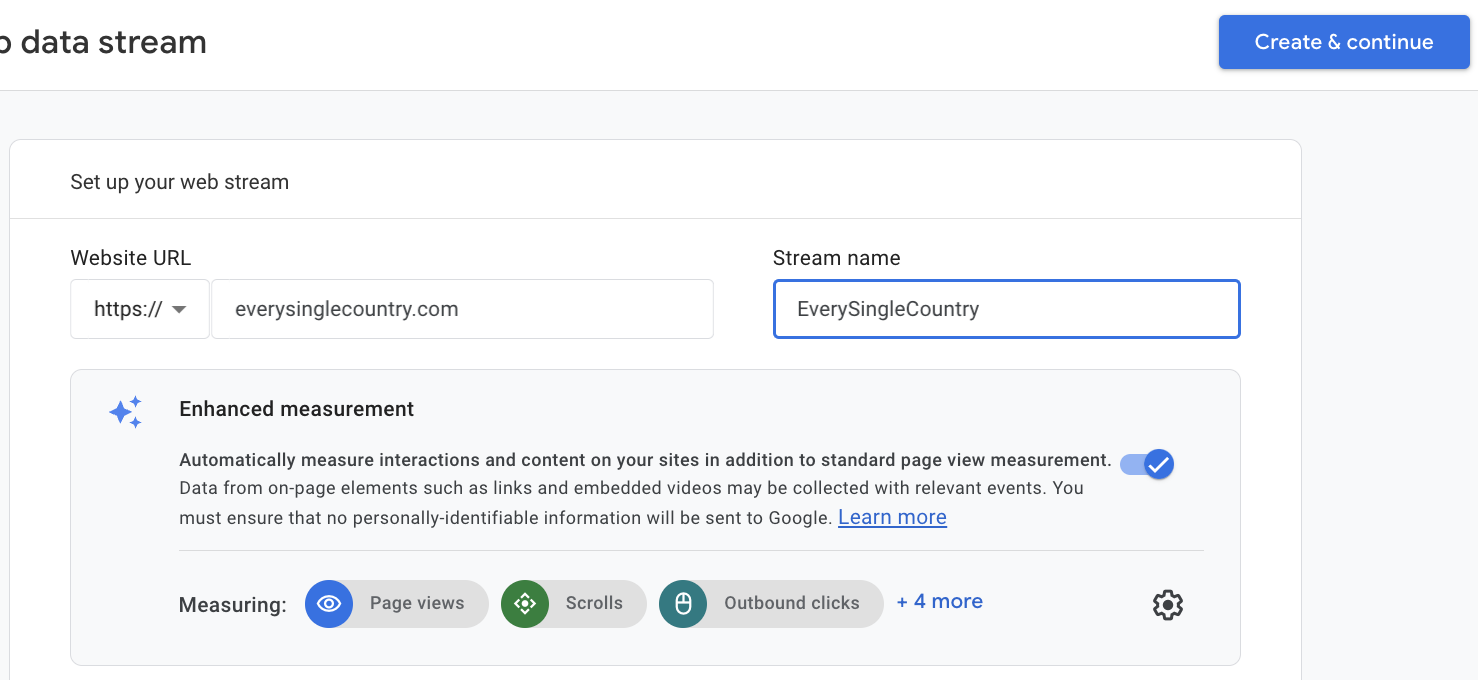 data stream
Create & continue
Set up your web stream
Website URL
Stream name
https://
everysinglecountry.com
EverySingleCountry
Enhanced measurement
Automatically measure interactions and content on your sites in addition to standard page view measurement.
Data from on-page elements such as links and embedded videos may be collected with relevant events. You
must ensure that no personally-identifiable information will be sent to Google. Learn more
Measuring:
Page views
Scrolls
Outbound clicks
+ 4 more